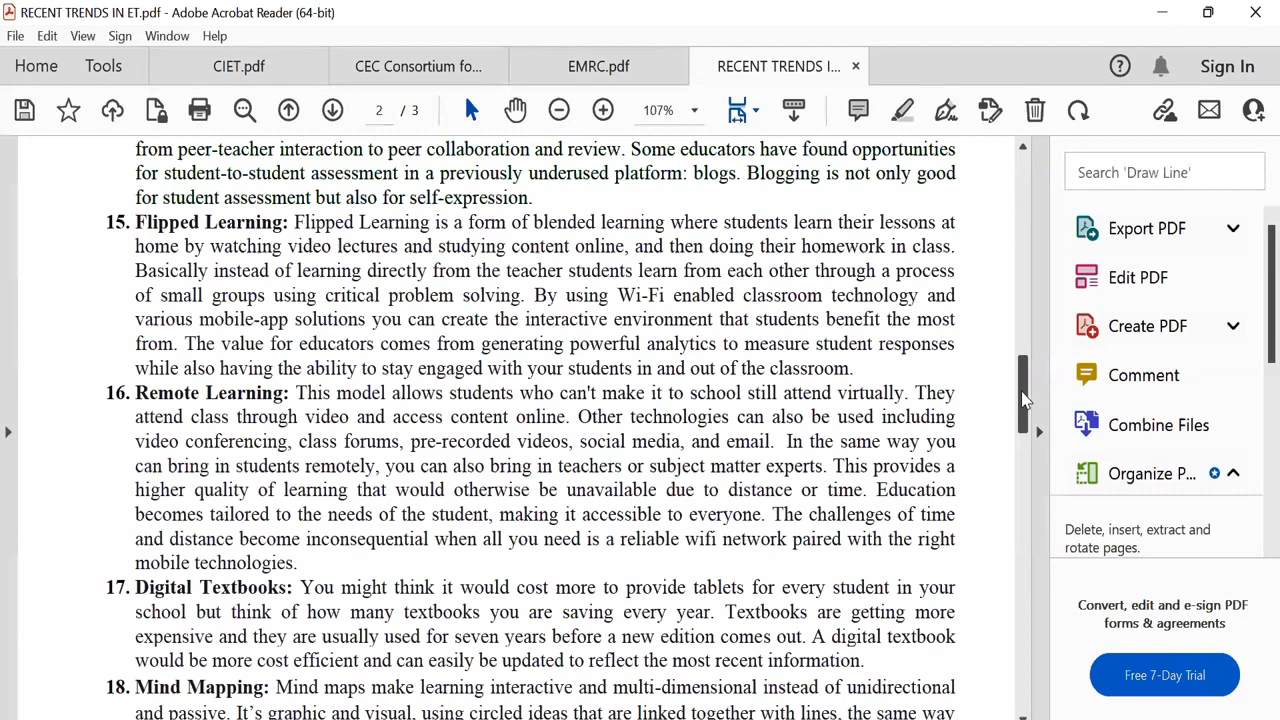 RECENT TRENDS IN ET.pdf - Adobe Acrobat Reader (64-bit)
File Edit View Sign Window Help
Home Tools CIET.pdf CEC Consortium fo... EMRC.pdf RECENT TRENDS I... × Sign In
2 / 3 107%
from peer-teacher interaction to peer collaboration and review. Some educators have found opportunities
for student-to-student assessment in a previously underused platform: blogs. Blogging is not only good
for student assessment but also for self-expression.
15. Flipped Learning: Flipped Learning is a form of blended learning where students learn their lessons at
home by watching video lectures and studying content online, and then doing their homework in class.
Basically instead of learning directly from the teacher students learn from each other through a process
of small groups using critical problem solving. By using Wi-Fi enabled classroom technology and
various mobile-app solutions you can create the interactive environment that students benefit the most
from. The value for educators comes from generating powerful analytics to measure student responses
while also having the ability to stay engaged with your students in and out of the classroom.
16. Remote Learning: This model allows students who can't make it to school still attend virtually. They
attend class through video and access content online. Other technologies can also be used including
video conferencing, class forums, pre-recorded videos, social media, and email. In the same way you
can bring in students remotely, you can also bring in teachers or subject matter experts. This provides a
higher quality of learning that would otherwise be unavailable due to distance or time. Education
becomes tailored to the needs of the student, making it accessible to everyone. The challenges of time
and distance become inconsequential when all you need is a reliable wifi network paired with the right
mobile technologies.
17. Digital Textbooks: You might think it would cost more to provide tablets for every student in your
school but think of how many textbooks you are saving every year. Textbooks are getting more
expensive and they are usually used for seven years before a new edition comes out. A digital textbook
would be more cost efficient and can easily be updated to reflect the most recent information.
18. Mind Mapping: Mind maps make learning interactive and multi-dimensional instead of unidirectional
and passive. It's graphic and visual, using circled ideas that are linked together with lines, the same way
Search 'Draw Line'
Export PDF
Edit PDF
Create PDF
Comment
Combine Files
Organize P...
Delete, insert, extract and
rotate pages.
Convert, edit and e-sign PDF
forms & agreements
Free 7-Day Trial